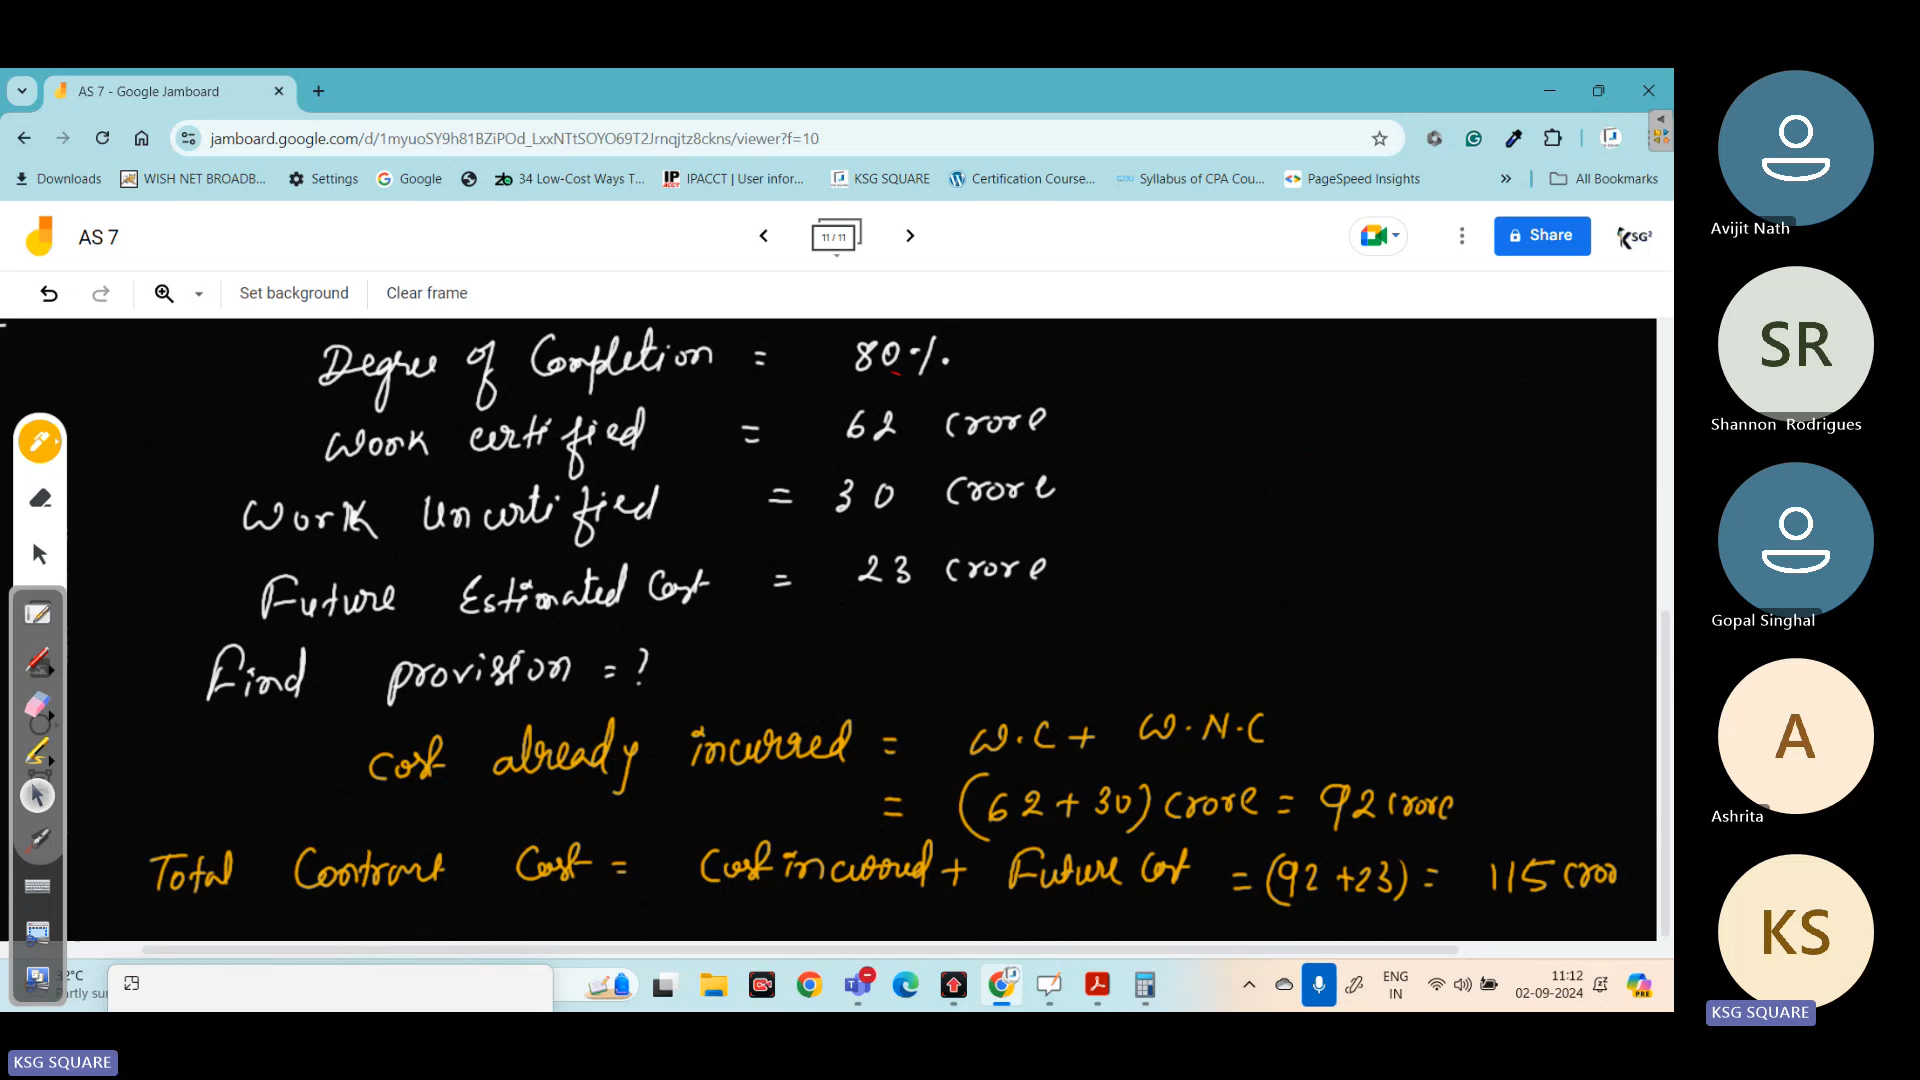 AS 7 - Google Jamboard
jamboard.google.com/d/1myuoSY9h81BZiPOd_LxxNTtSOYO69T2Jrnqjtz8ckns/viewer?f=10
Downloads WISH NET BROADB... Settings Google 34 Low-Cost Ways T... IPACCT | User infor... KSG SQUARE Certification Course... Syllabus of CPA Cou... PageSpeed Insights » All Bookmarks
AS 7 11 / 11 Share KSG²
Set background Clear frame
Degree of Completion = 80%
Work certified = 62 crore
Work Uncertified = 30 crore
Future Estimated Cost = 23 crore
Find provision = ?
Cost already incurred = W.C + W.N.C
= (62 + 30) crore = 92 crore
Total Contract Cost = Cost incurred + Future Cost = (92 + 23) = 115 cror
32°C
Partly sun
ENG
IN
11:12
02-09-2024
Avijit Nath
SR
Shannon Rodrigues
Gopal Singhal
A
Ashrita
KS
KSG SQUARE
KSG SQUARE